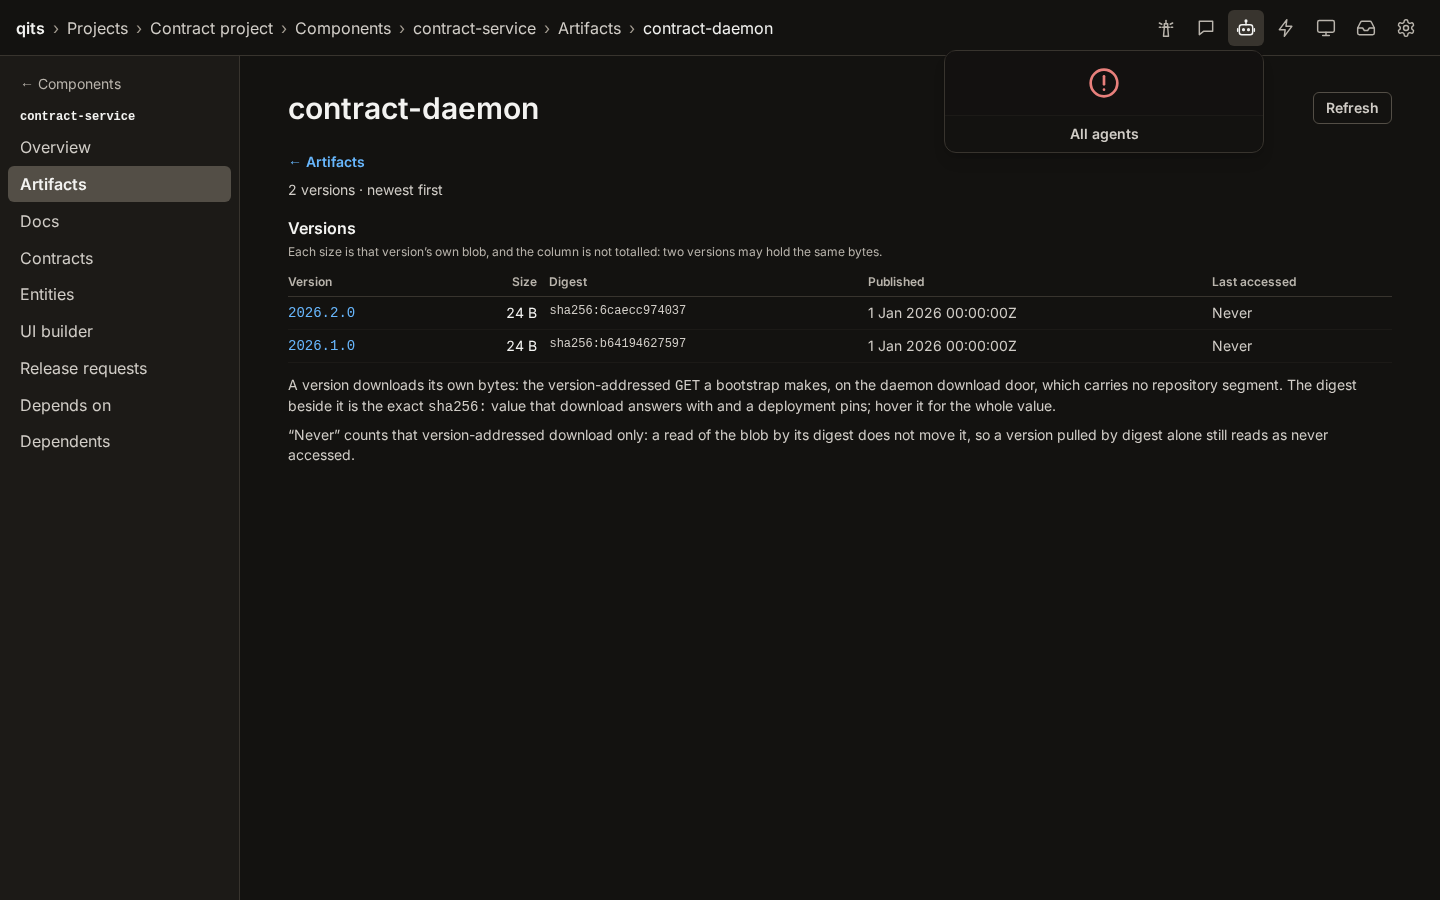 qits › Projects › Contract project › Components › contract-service › Artifacts › contract-daemon
← Components
contract-service
Overview
Artifacts
Docs
Contracts
Entities
UI builder
Release requests
Depends on
Dependents
contract-daemon
All agents
Refresh
← Artifacts
2 versions · newest first
Versions
Each size is that version’s own blob, and the column is not totalled: two versions may hold the same bytes.
Version Size Digest Published Last accessed
2026.2.0 24 B sha256:6caecc974037 1 Jan 2026 00:00:00Z Never
2026.1.0 24 B sha256:b64194627597 1 Jan 2026 00:00:00Z Never
A version downloads its own bytes: the version-addressed GET a bootstrap makes, on the daemon download door, which carries no repository segment. The digest
beside it is the exact sha256: value that download answers with and a deployment pins; hover it for the whole value.
“Never” counts that version-addressed download only: a read of the blob by its digest does not move it, so a version pulled by digest alone still reads as never
accessed.